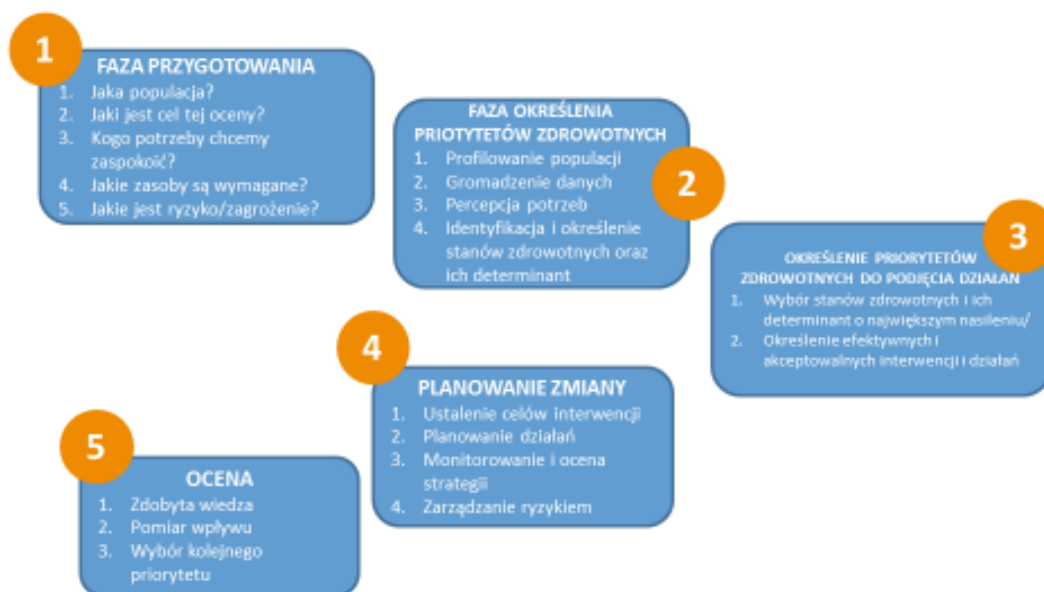 1
FAZA PRZYGOTOWANIA
1. Jaka populacja?
2. Jaki jest cel tej oceny?
3. Kogo potrzeby chcemy
zaspokoić?
4. Jakie zasoby są wymagane?
5. Jakie jest ryzyko/zagrożenie?
2
FAZA OKREŚLENIA
PRIOTYTETÓW ZDROWOTNYCH
1. Profilowanie populacji
2. Gromadzenie danych
3. Percepcja potrzeb
4. Identyfikacja i określenie
stanów zdrowotnych oraz
ich determinant
3
OKREŚLENIE PRIORYTETÓW
ZDROWOTNYCH DO PODJĘCIA DZIAŁAŃ
1. Wybór stanów zdrowotnych i ich
determinant o największym nasileniu/
2. Określenie efektywnych i
akceptowalnych interwencji i działań
4
PLANOWANIE ZMIANY
1. Ustalenie celów interwencji
2. Planowanie działań
3. Monitorowanie i ocena
strategii
4. Zarządzanie ryzykiem
5
OCENA
1. Zdobyta wiedza
2. Pomiar wpływu
3. Wybór kolejnego
priorytetu